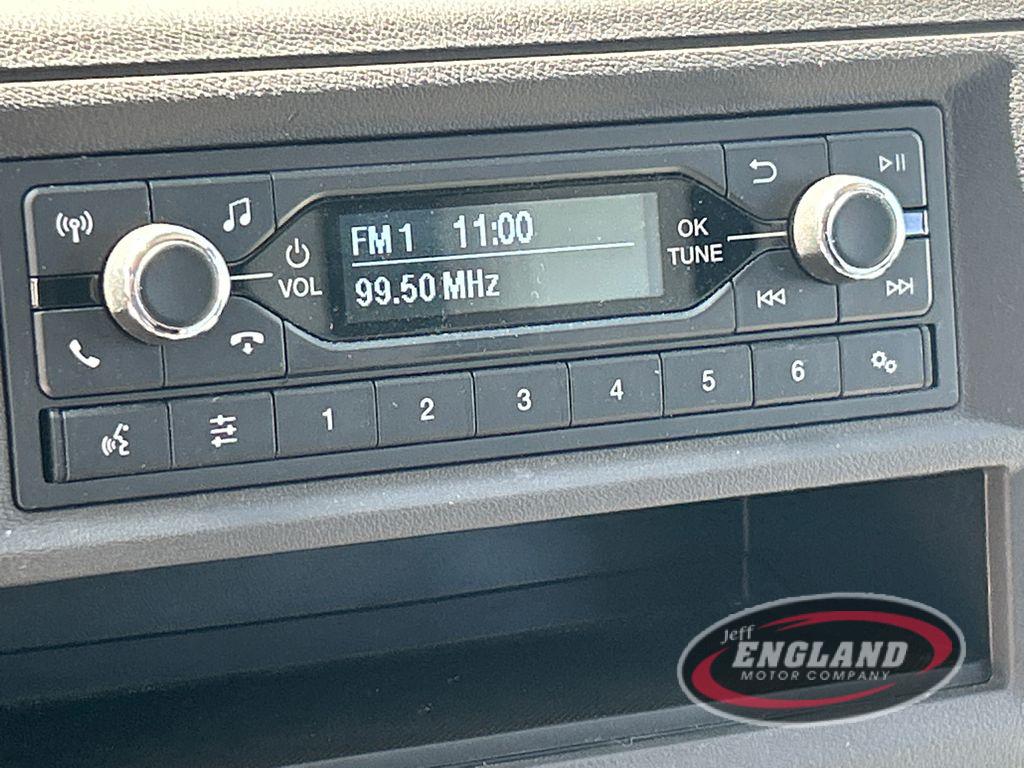 FM 1 11:00
99.50 MHz
VOL
OK
TUNE
1 2 3 4 5 6
Jeff
ENGLAND
MOTOR COMPANY